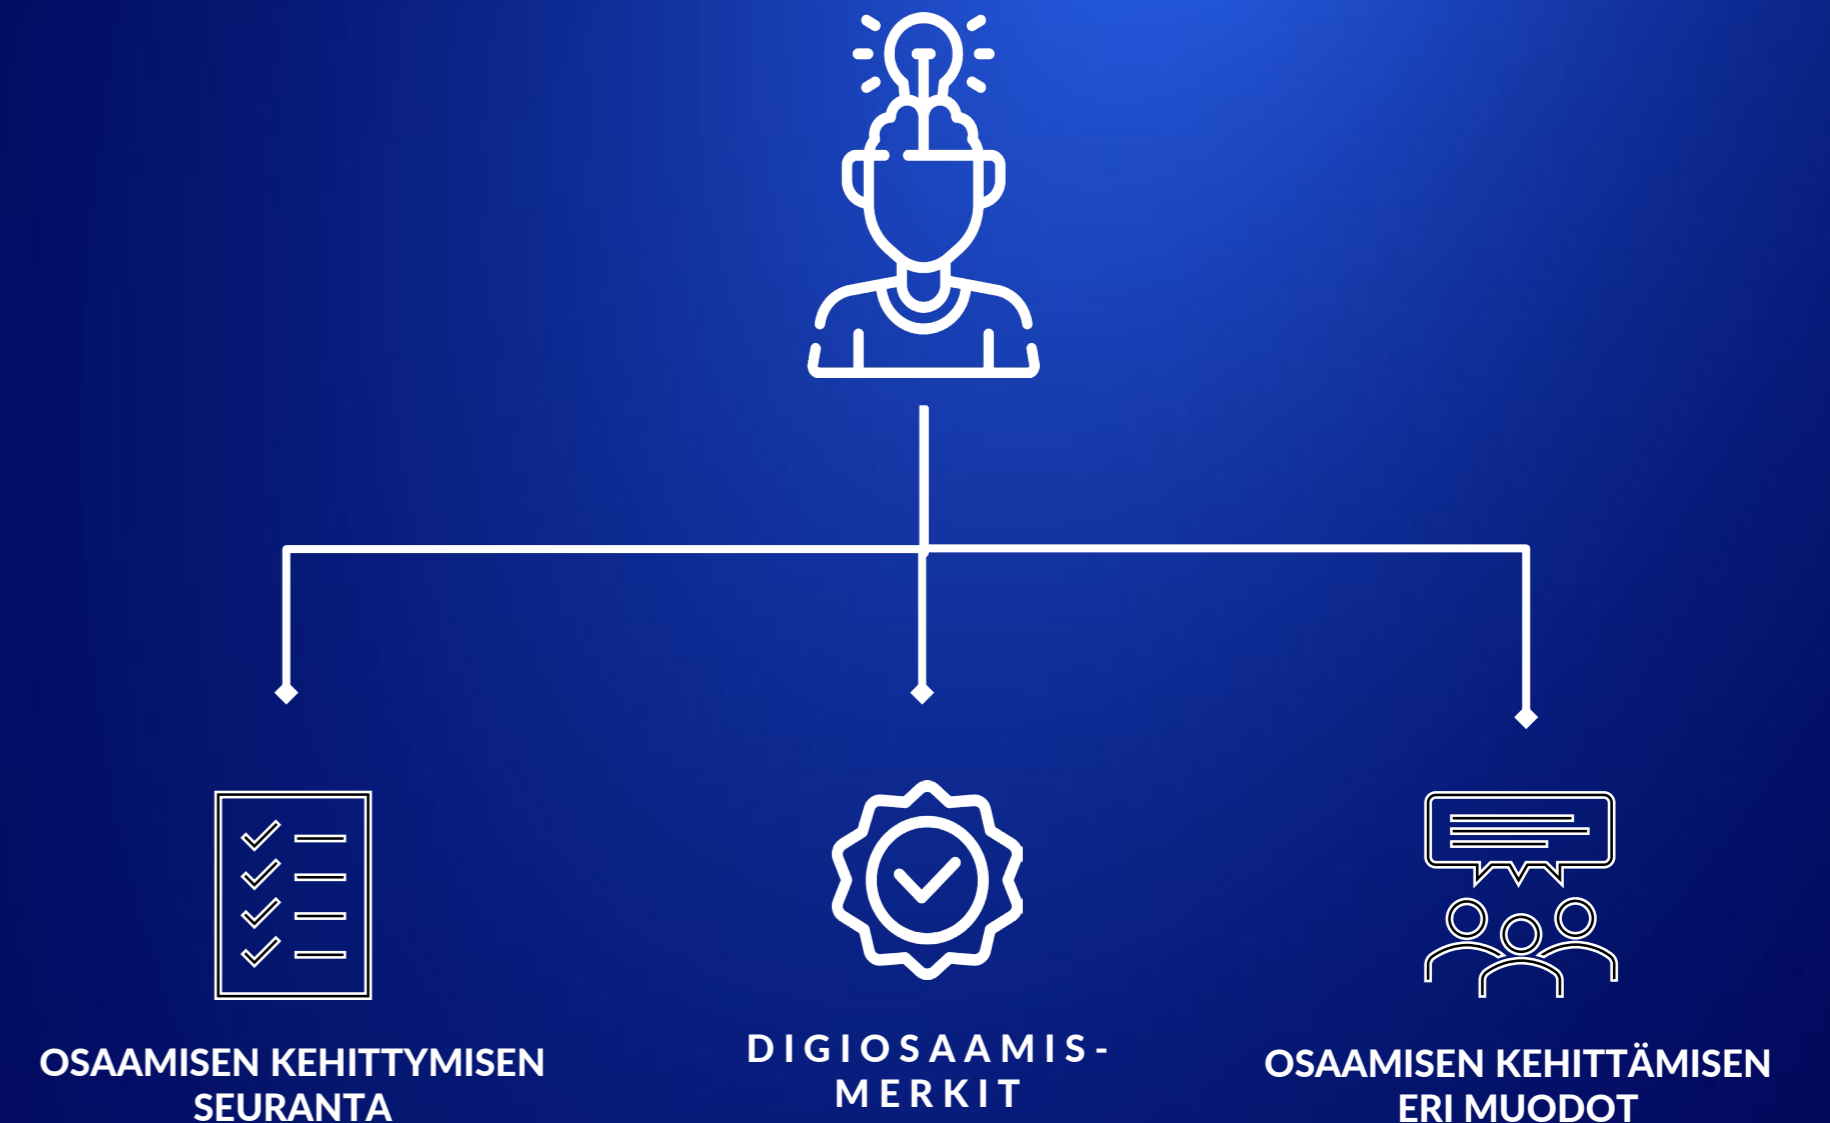 OSAAMISEN KEHITTYMISEN
SEURANTA
DIGIOSAAMIS-
MERKIT
OSAAMISEN KEHITTÄMISEN
ERI MUODOT